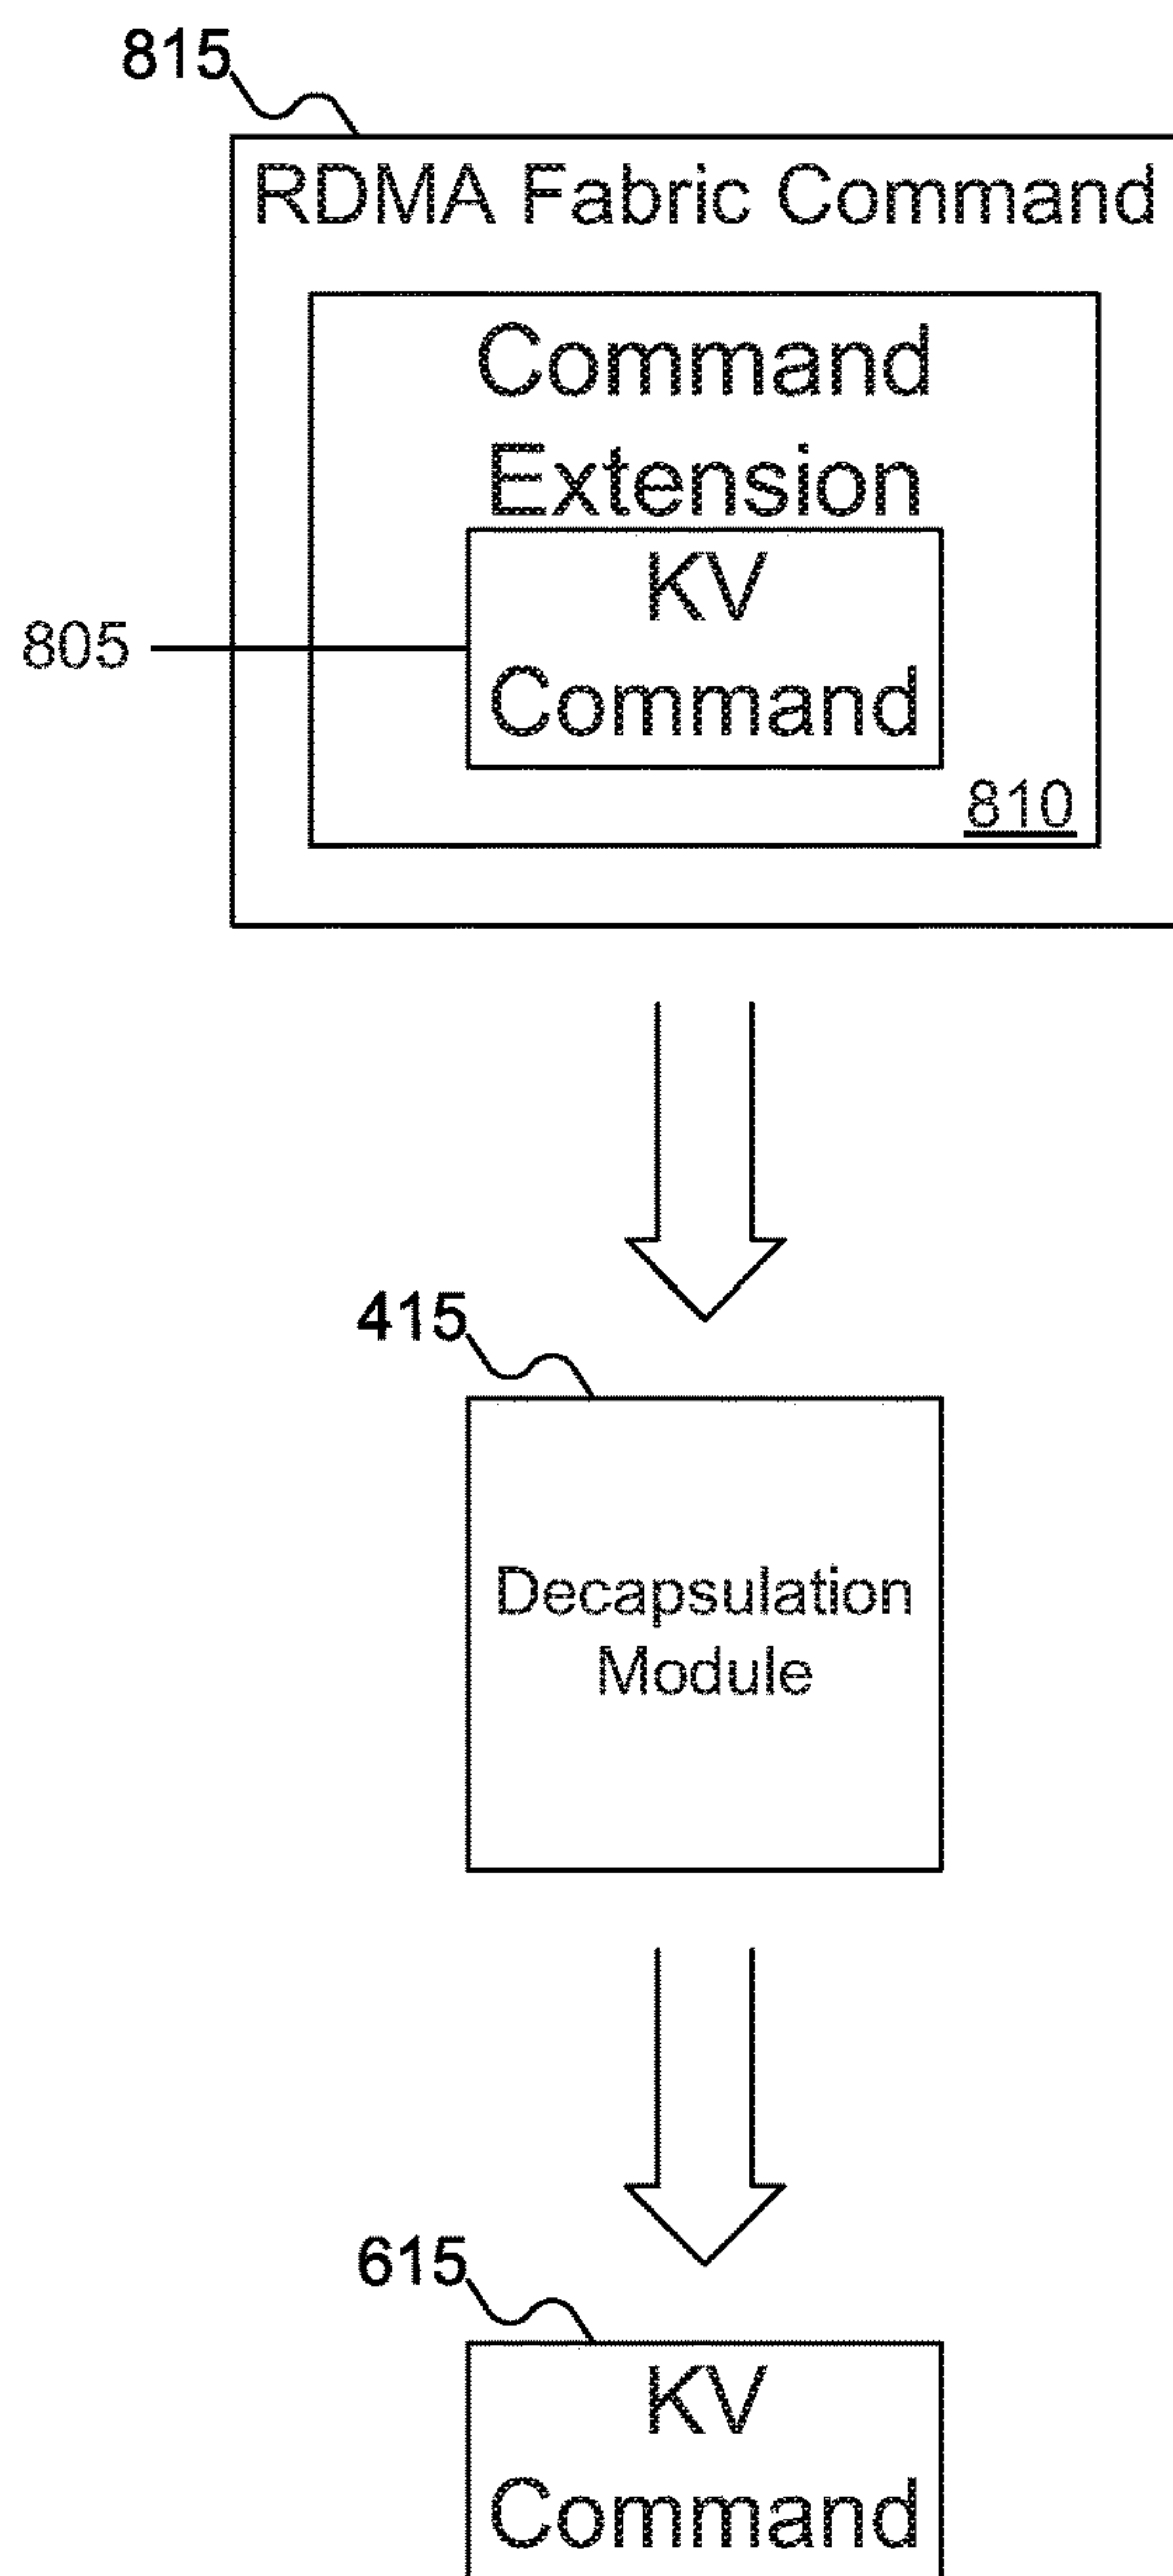 815
RDMA Fabric Command
Command
Extension
KV
805
Command
810
415
Decapsulation
Module
615
KV
Command